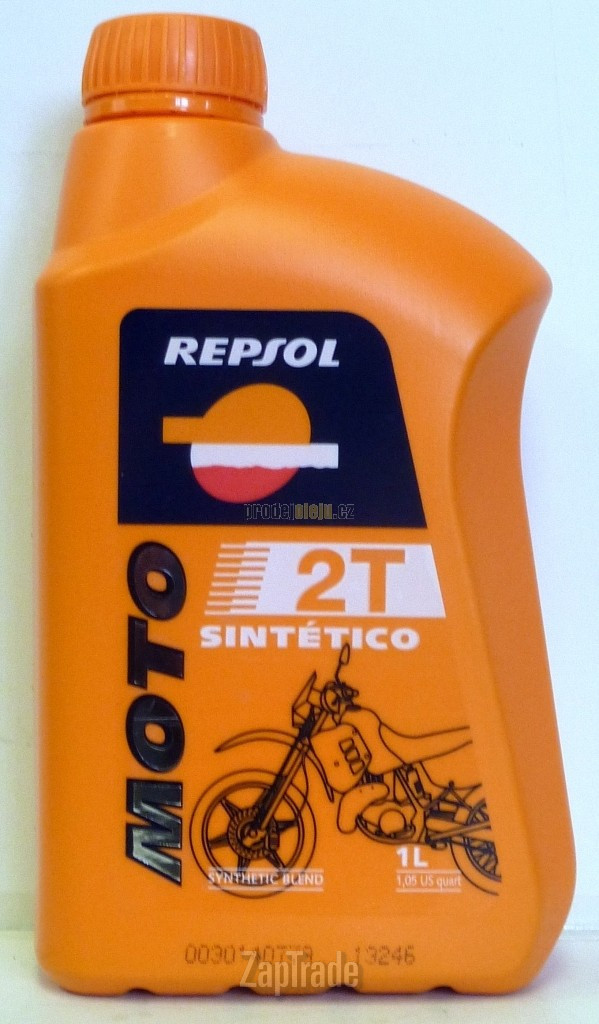 REPSOL
prodejoleju.cz
MOTO
2T
SINTÉTICO
1L
SYNTHETIC BLEND
1,05 US quart
13246
ZapTrade